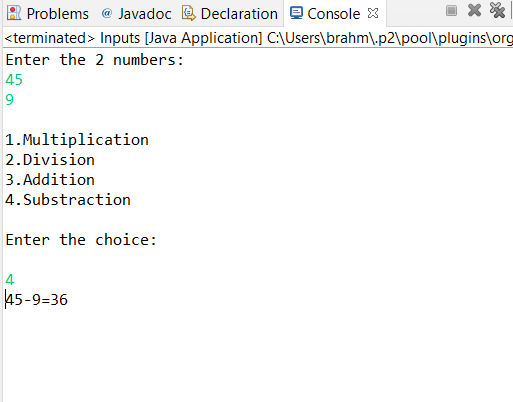 Problems @ Javadoc Declaration Console
<terminated> Inputs [Java Application] C:\Users\brahm\.p2\pool\plugins\org
Enter the 2 numbers:
45
9
1.Multiplication
2.Division
3.Addition
4.Substraction
Enter the choice:
4
45-9=36